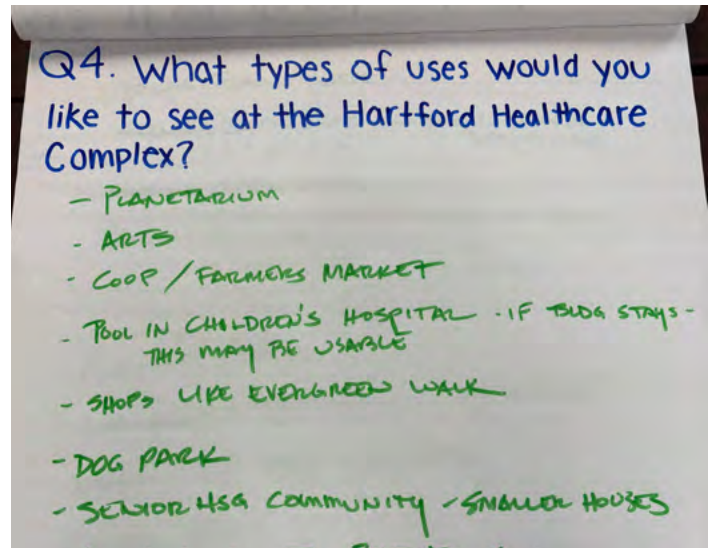 Q4. What types of uses would you
like to see at the Hartford Healthcare
Complex?
- PLANETARIUM
- ARTS
- COOP / FARMERS MARKET
- POOL IN CHILDREN'S HOSPITAL - IF BLDG STAYS -
THIS MAY BE USABLE
- SHOPS LIKE EVERGREEN WALK
- DOG PARK
- SENIOR HSG COMMUNITY - SMALLER HOUSES